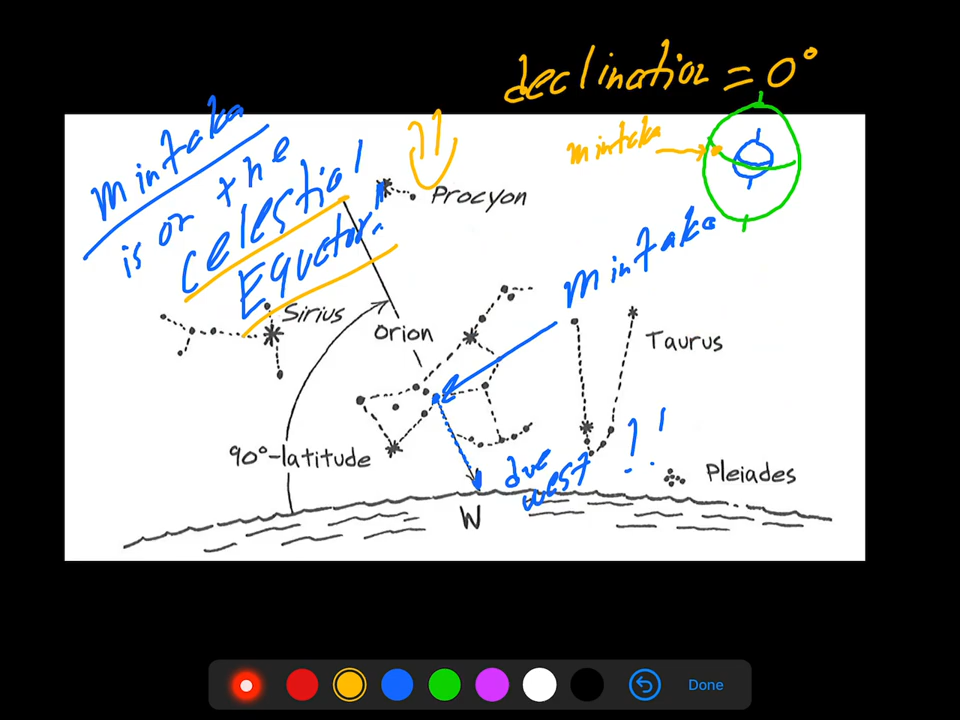 declination = 0°
mintaka
mintaka
is on the
Celestial
Equator.
Procyon
mintaka
Sirius
Orion
Taurus
90°-latitude
due
west ?!
Pleiades
W
Done